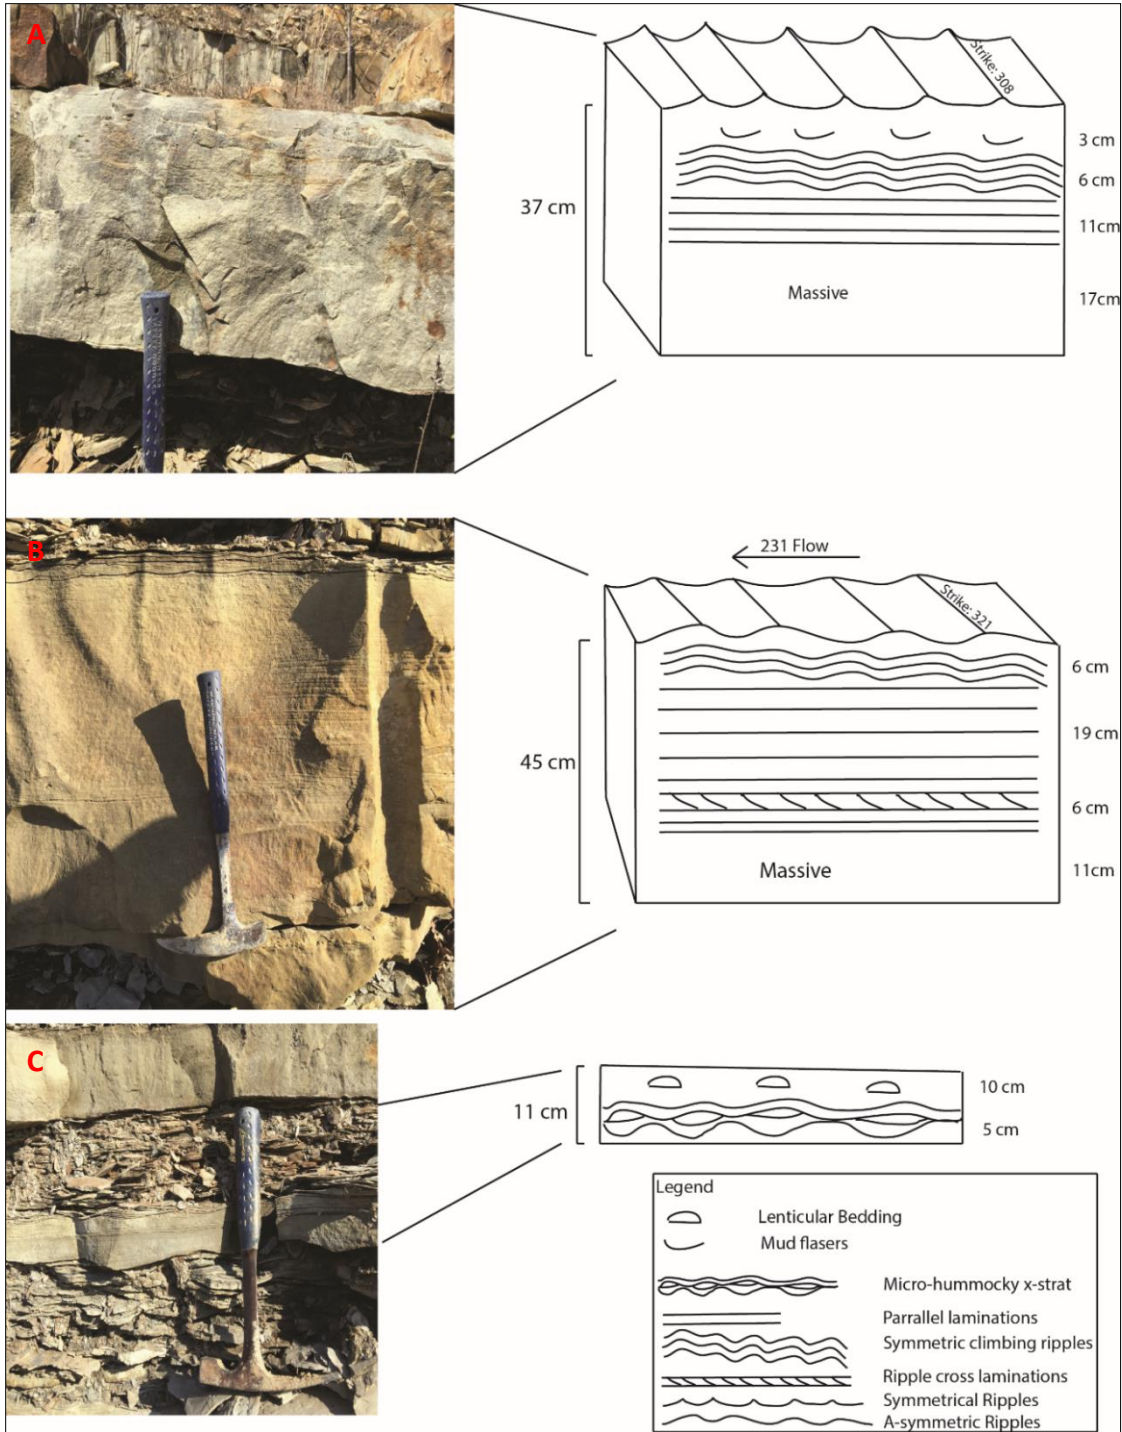 A
Strike: 308
3 cm
6 cm
37 cm
11cm
Massive
17cm
B
231 Flow
Strike: 321
6 cm
19 cm
45 cm
6 cm
Massive
11cm
C
10 cm
11 cm
5 cm
Legend
Lenticular Bedding
Mud flasers
Micro-hummocky x-strat
Parrallel laminations
Symmetric climbing ripples
Ripple cross laminations
Symmetrical Ripples
A-symmetric Ripples